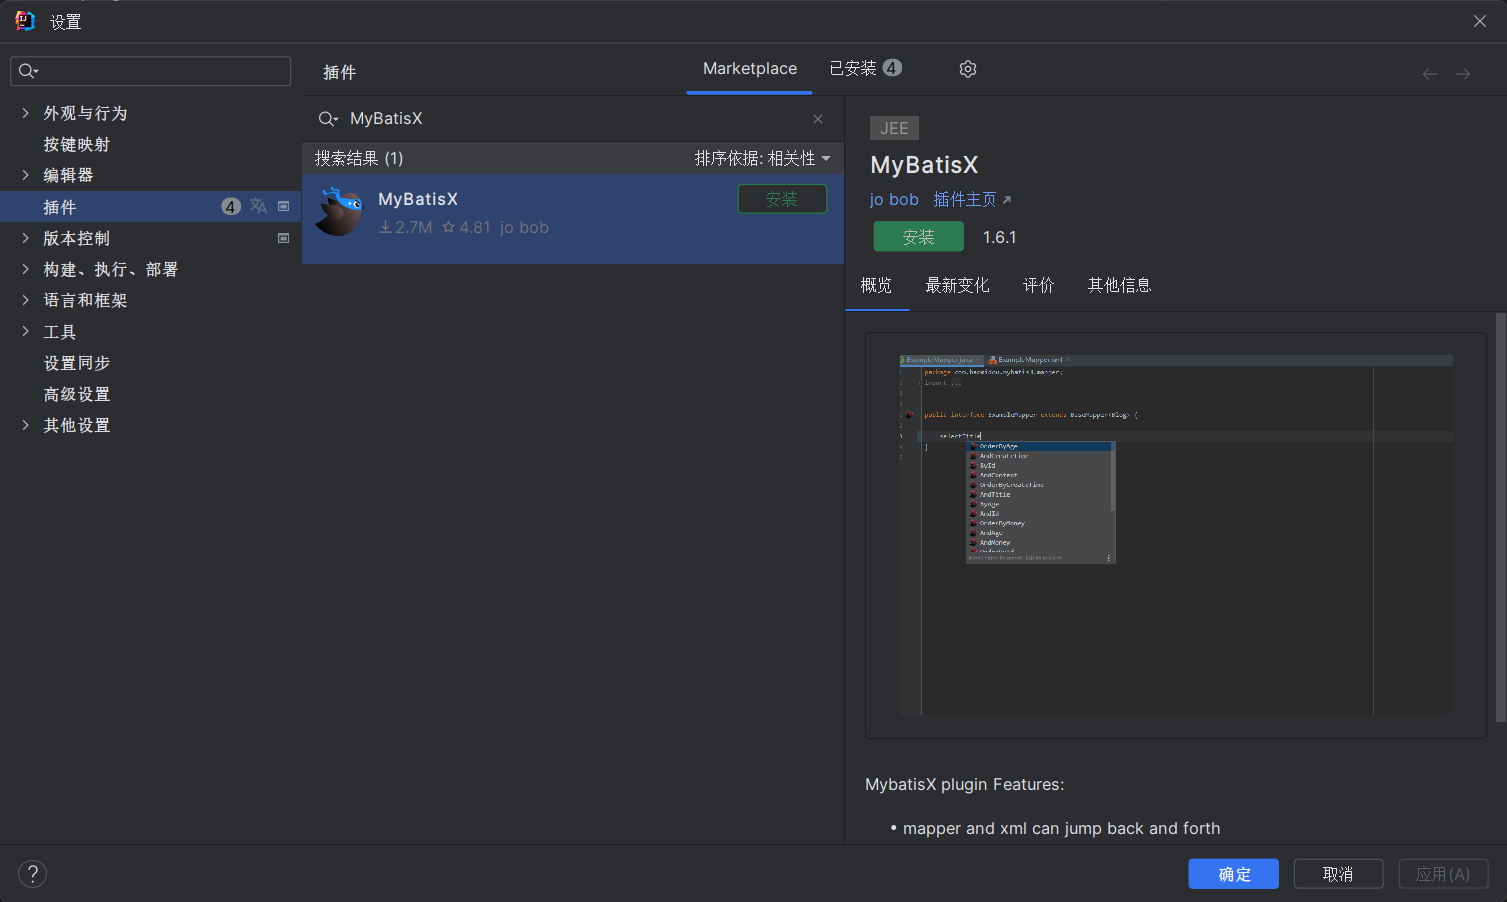 设置
外观与行为
按键映射
编辑器
插件 4
版本控制
构建、执行、部署
语言和框架
工具
设置同步
高级设置
其他设置
插件
Marketplace
已安装 4
MyBatisX
搜索结果 (1)
排序依据: 相关性
MyBatisX
安装
2.7M 4.81 jo bob
JEE
MyBatisX
jo bob 插件主页
安装 1.6.1
概览 最新变化 评价 其他信息
ExampleMapper.java ExampleMapper.xml
package com.baomidou.mybatis3.mapper;
import ...
public interface ExampleMapper extends BaseMapper<Blog> {
selectTitle
}
OrderByAge
AndCreateTime
ById
AndContent
OrderByCreateTime
AndTitle
ByAge
AndId
OrderByMoney
AndAge
AndMoney
MybatisX plugin Features:
• mapper and xml can jump back and forth
?
确定
取消
应用(A)